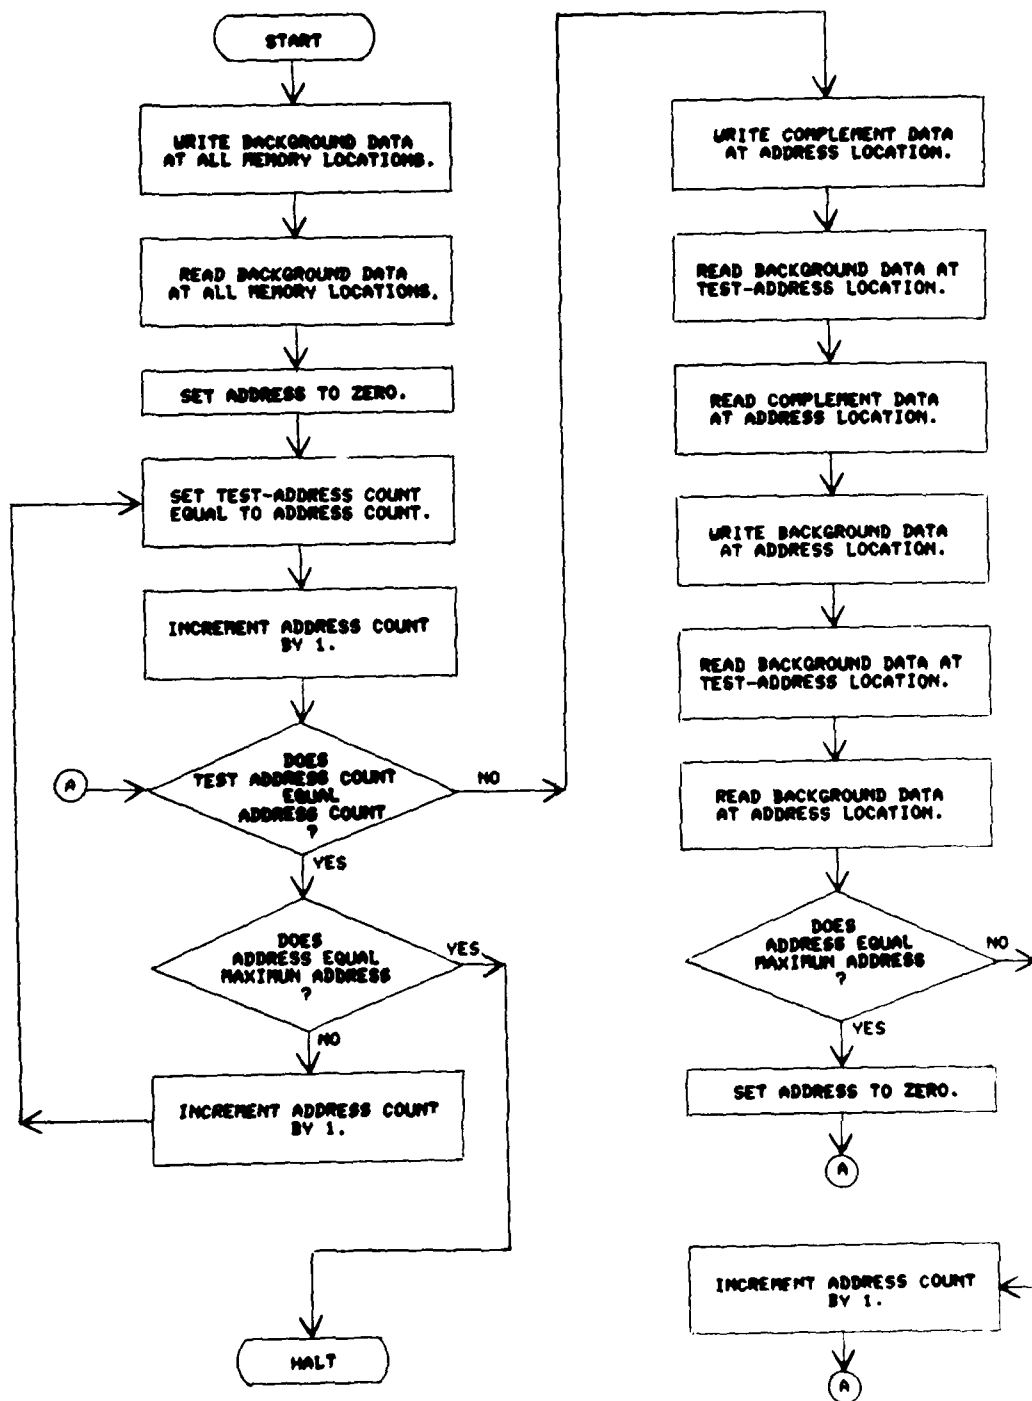 START
WRITE BACKGROUND DATA
AT ALL MEMORY LOCATIONS.
READ BACKGROUND DATA
AT ALL MEMORY LOCATIONS.
SET ADDRESS TO ZERO.
SET TEST-ADDRESS COUNT
EQUAL TO ADDRESS COUNT.
INCREMENT ADDRESS COUNT
BY 1.
A
DOES
TEST ADDRESS COUNT
EQUAL
ADDRESS COUNT
?
NO
YES
DOES
ADDRESS EQUAL
MAXIMUN ADDRESS
?
YES
NO
INCREMENT ADDRESS COUNT
BY 1.
HALT
WRITE COMPLEMENT DATA
AT ADDRESS LOCATION.
READ BACKGROUND DATA AT
TEST-ADDRESS LOCATION.
READ COMPLEMENT DATA
AT ADDRESS LOCATION.
WRITE BACKGROUND DATA
AT ADDRESS LOCATION.
READ BACKGROUND DATA AT
TEST-ADDRESS LOCATION.
READ BACKGROUND DATA
AT ADDRESS LOCATION.
DOES
ADDRESS EQUAL
MAXIMUN ADDRESS
?
NO
YES
SET ADDRESS TO ZERO.
A
INCREMENT ADDRESS COUNT
BY 1.
A